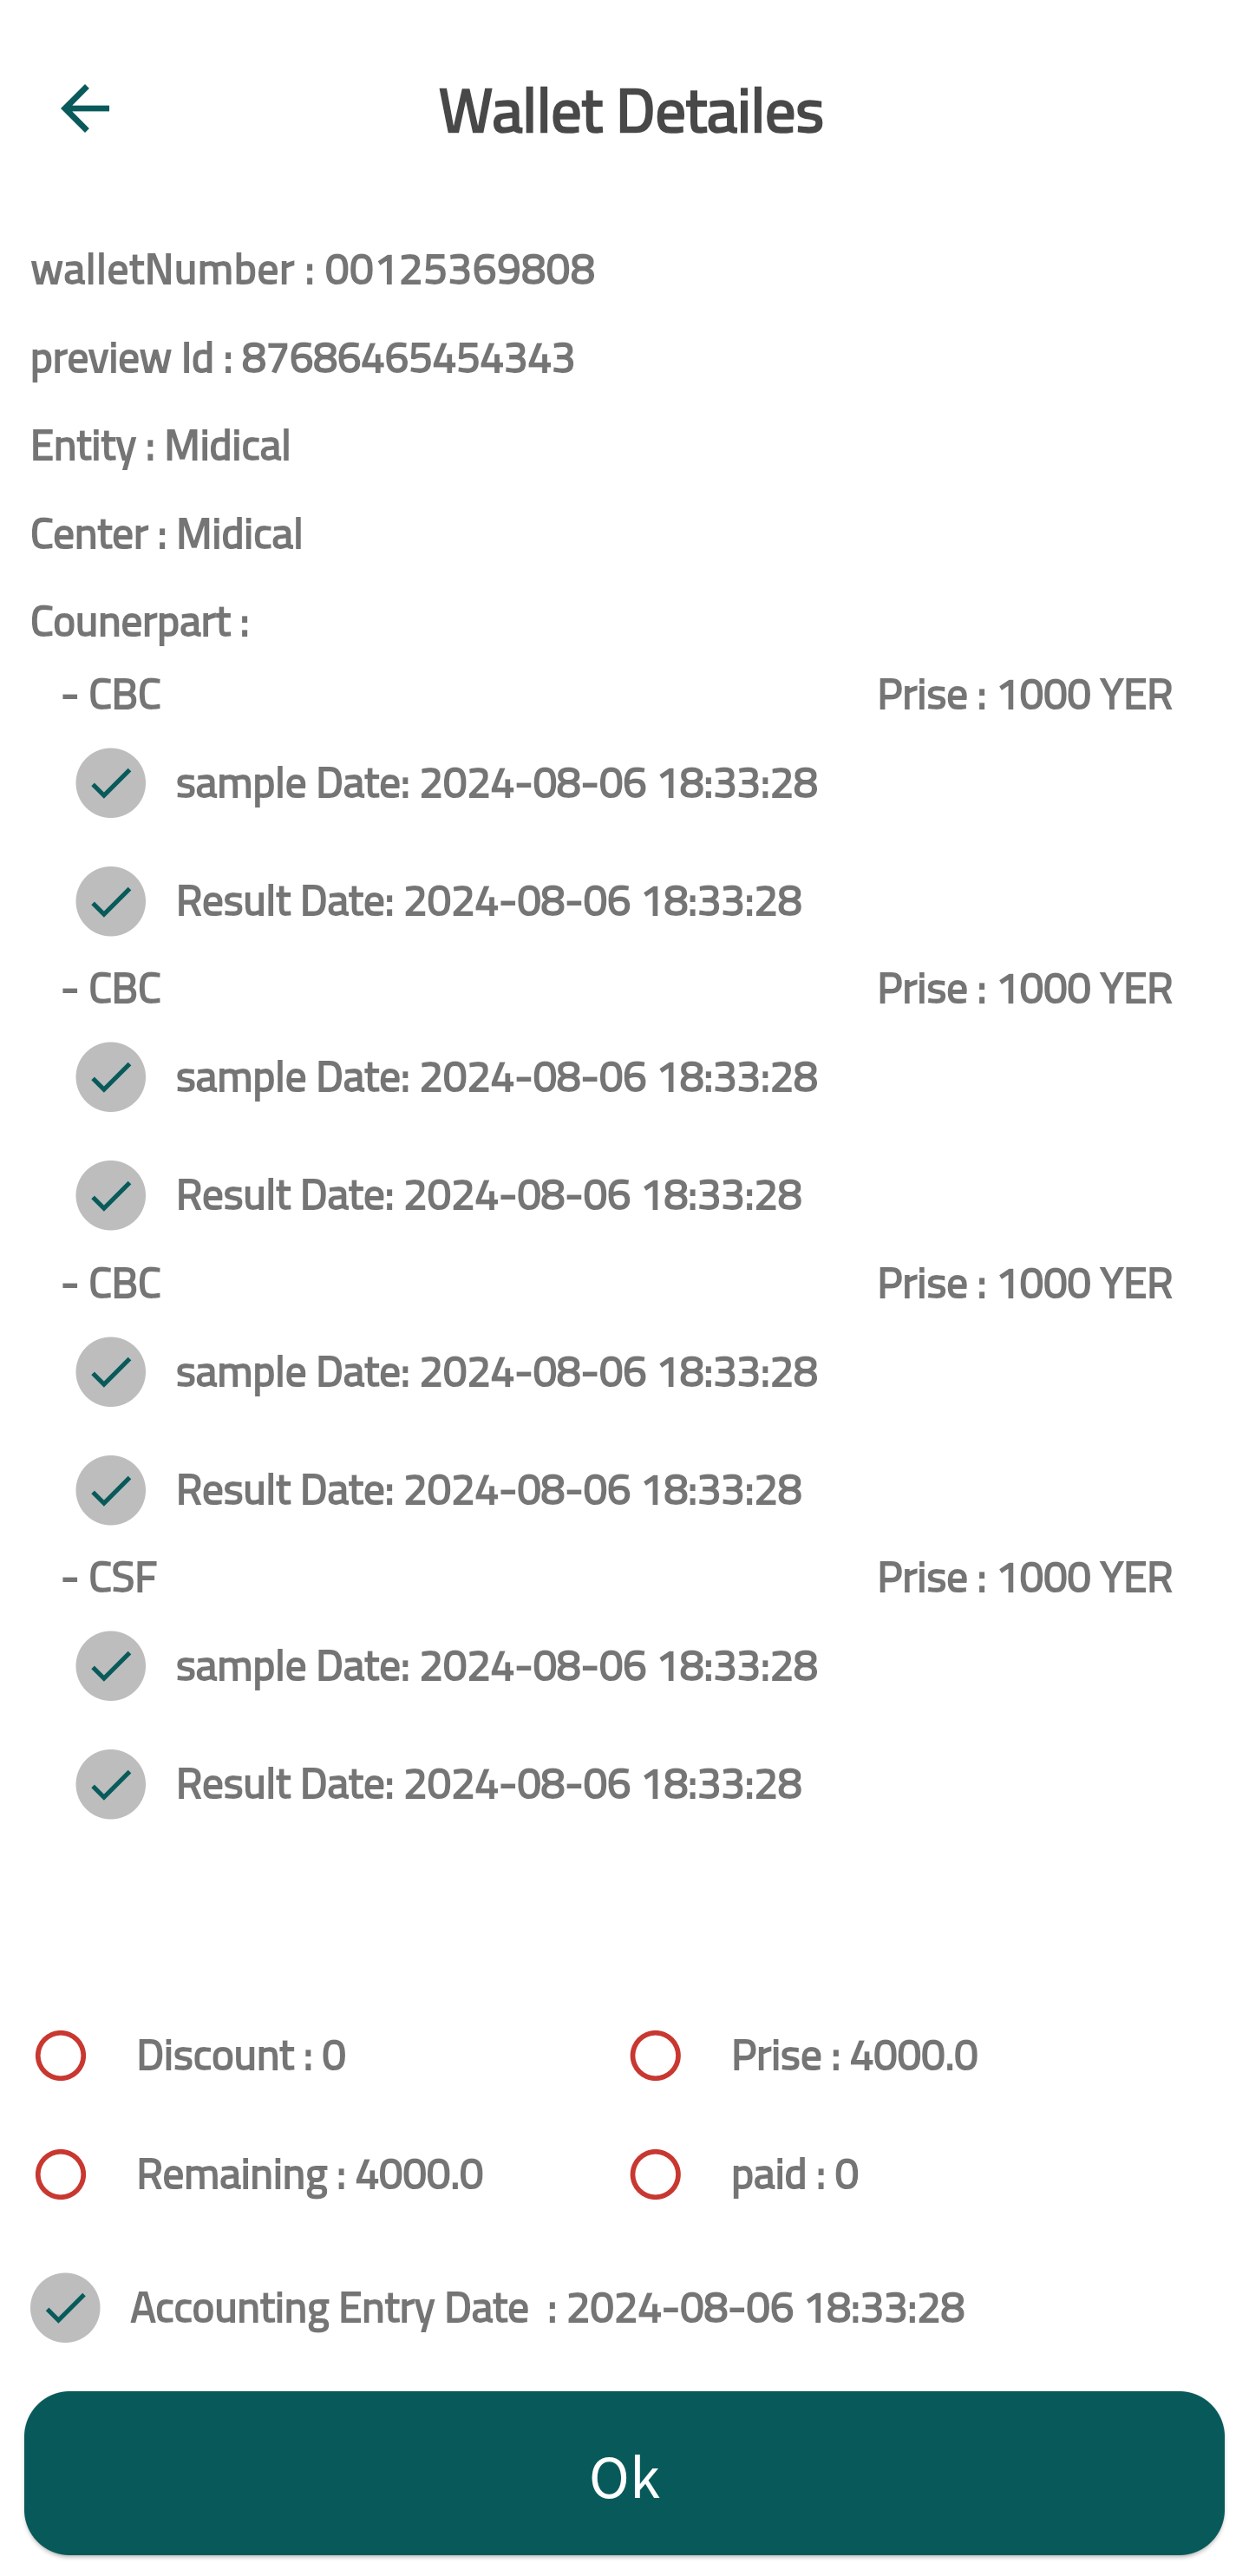 Wallet Detailes
walletNumber : 00125369808
preview Id : 87686465454343
Entity : Midical
Center : Midical
Counerpart :
- CBC Prise : 1000 YER
sample Date: 2024-08-06 18:33:28
Result Date: 2024-08-06 18:33:28
- CBC Prise : 1000 YER
sample Date: 2024-08-06 18:33:28
Result Date: 2024-08-06 18:33:28
- CBC Prise : 1000 YER
sample Date: 2024-08-06 18:33:28
Result Date: 2024-08-06 18:33:28
- CSF Prise : 1000 YER
sample Date: 2024-08-06 18:33:28
Result Date: 2024-08-06 18:33:28
Discount : 0 Prise : 4000.0
Remaining : 4000.0 paid : 0
Accounting Entry Date : 2024-08-06 18:33:28
Ok